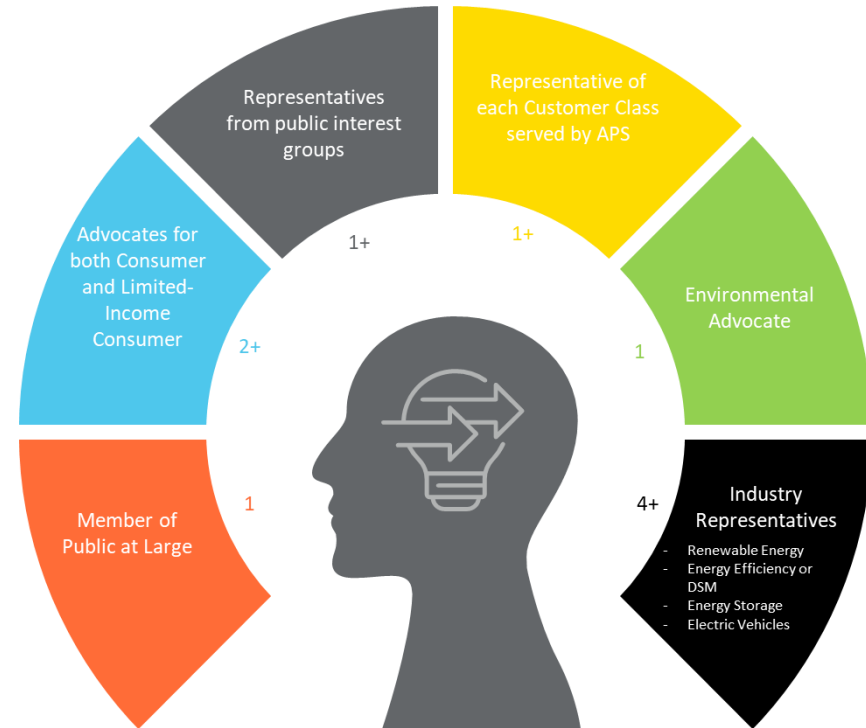 Representatives
from public interest
groups
1+
Representative of
each Customer Class
served by APS
1+
Advocates for
both Consumer
and Limited-
Income
Consumer
2+
Environmental
Advocate
1
Member of
Public at Large
1
Industry
Representatives
- Renewable Energy
- Energy Efficiency or
DSM
- Energy Storage
- Electric Vehicles
4+